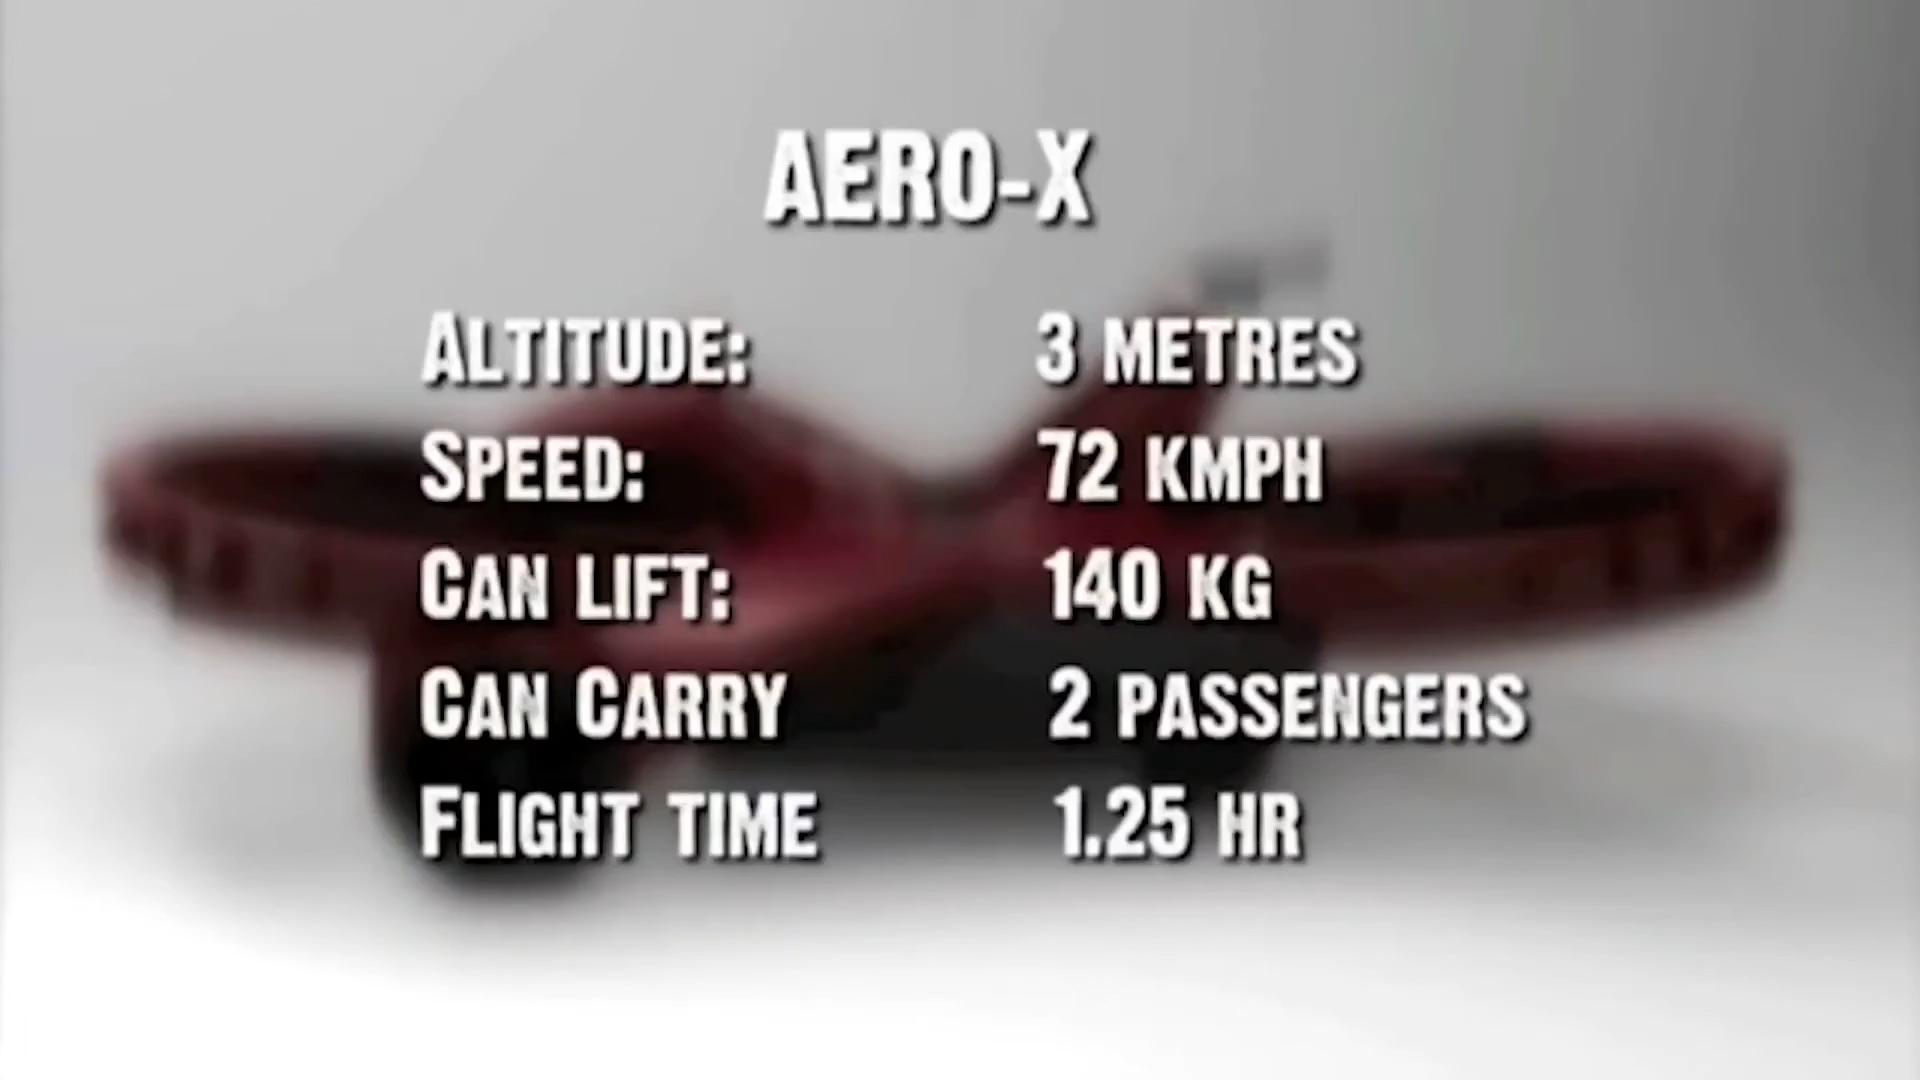 AERO-X
ALTITUDE: 3 METRES
SPEED: 72 KMPH
CAN LIFT: 140 KG
CAN CARRY 2 PASSENGERS
FLIGHT TIME 1.25 HR